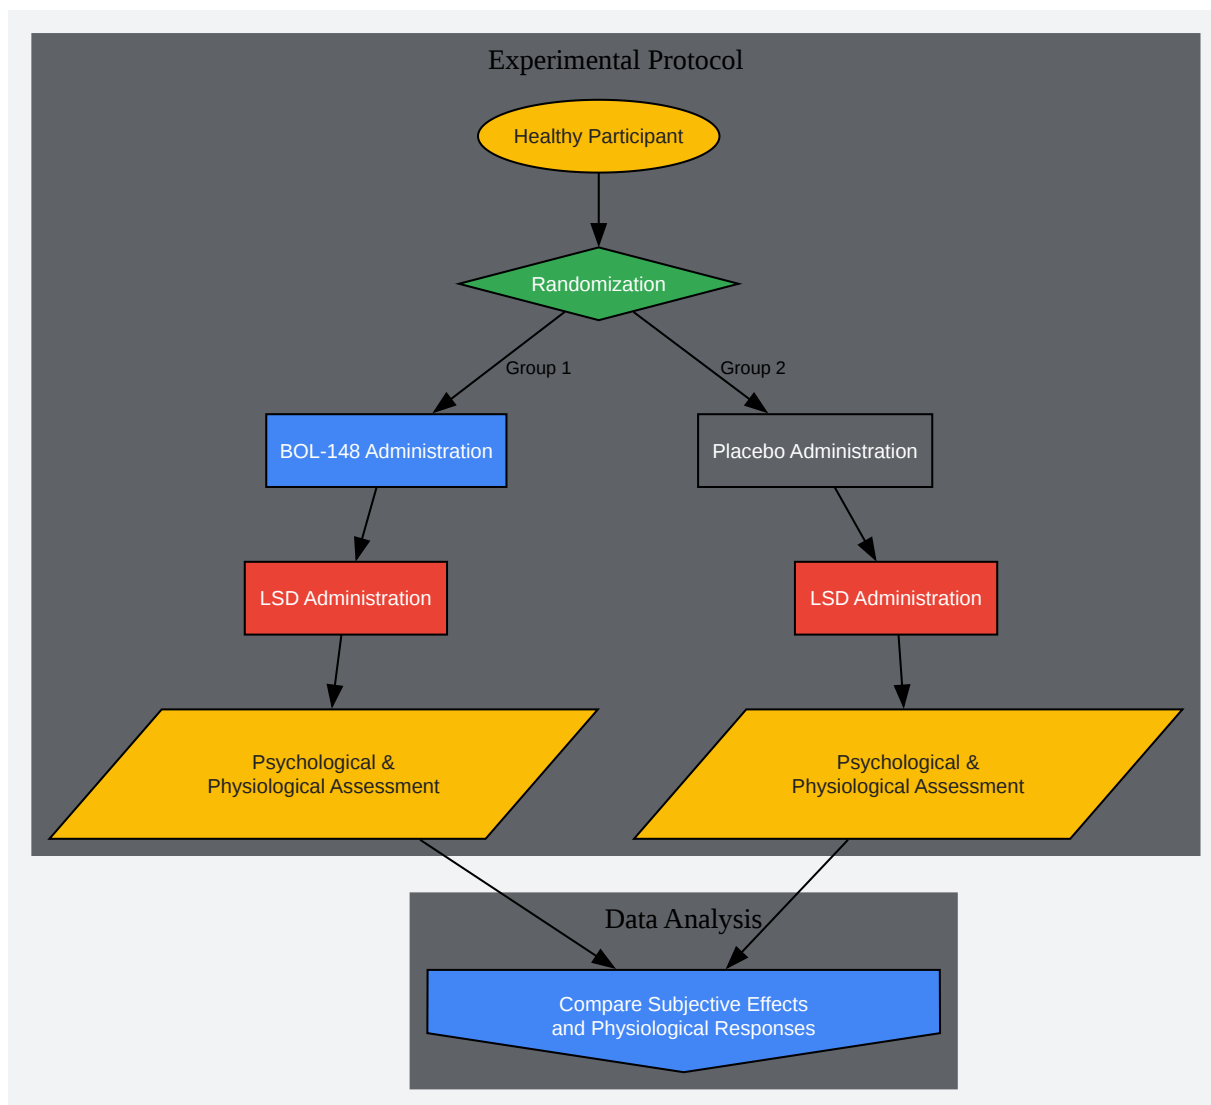 Experimental Protocol
Healthy Participant
Randomization
Group 1
Group 2
BOL-148 Administration
Placebo Administration
LSD Administration
LSD Administration
Psychological &
Physiological Assessment
Psychological &
Physiological Assessment
Data Analysis
Compare Subjective Effects
and Physiological Responses